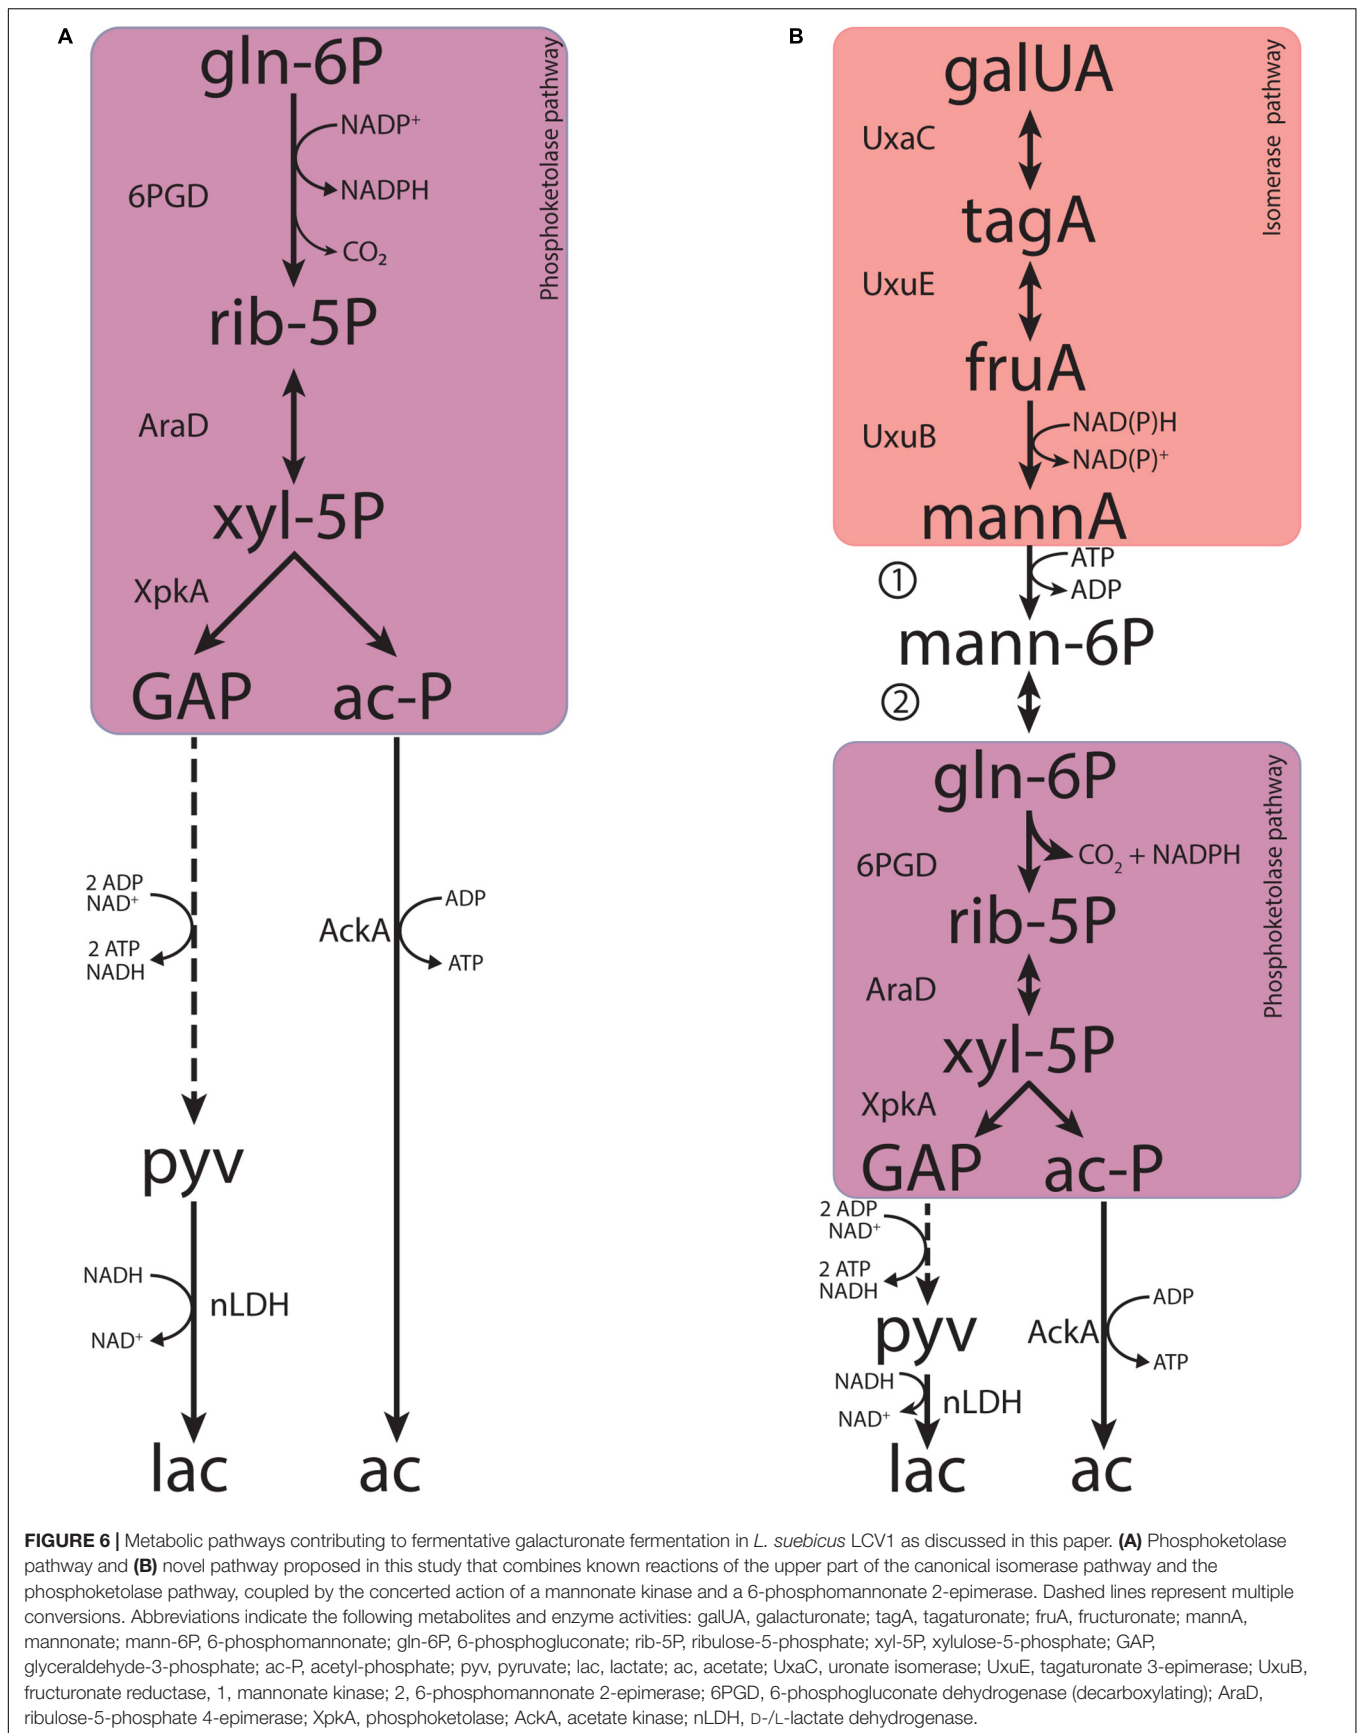 A
gln-6P
NADP+
NADPH
6PGD
CO₂
rib-5P
AraD
xyl-5P
XpkA
GAP ac-P
Phosphoketolase pathway
2 ADP
NAD+
2 ATP
NADH
AckA
ADP
ATP
pyv
NADH
NAD+
nLDH
lac ac
B
galUA
UxaC
tagA
UxuE
fruA
UxuB
NAD(P)H
NAD(P)+
mannA
Isomerase pathway
1
ATP
ADP
mann-6P
2
gln-6P
6PGD
CO₂ + NADPH
rib-5P
AraD
xyl-5P
XpkA
GAP ac-P
Phosphoketolase pathway
2 ADP
NAD+
2 ATP
NADH
pyv
AckA
ADP
ATP
NADH
NAD+
nLDH
lac ac
FIGURE 6 | Metabolic pathways contributing to fermentative galacturonate fermentation in L. suebicus LCV1 as discussed in this paper. (A) Phosphoketolase
pathway and (B) novel pathway proposed in this study that combines known reactions of the upper part of the canonical isomerase pathway and the
phosphoketolase pathway, coupled by the concerted action of a mannonate kinase and a 6-phosphomannonate 2-epimerase. Dashed lines represent multiple
conversions. Abbreviations indicate the following metabolites and enzyme activities: galUA, galacturonate; tagA, tagaturonate; fruA, fructuronate; mannA,
mannonate; mann-6P, 6-phosphomannonate; gln-6P, 6-phosphogluconate; rib-5P, ribulose-5-phosphate; xyl-5P, xylulose-5-phosphate; GAP,
glyceraldehyde-3-phosphate; ac-P, acetyl-phosphate; pyv, pyruvate; lac, lactate; ac, acetate; UxaC, uronate isomerase; UxuE, tagaturonate 3-epimerase; UxuB,
fructuronate reductase, 1, mannonate kinase; 2, 6-phosphomannonate 2-epimerase; 6PGD, 6-phosphogluconate dehydrogenase (decarboxylating); AraD,
ribulose-5-phosphate 4-epimerase; XpkA, phosphoketolase; AckA, acetate kinase; nLDH, D-/L-lactate dehydrogenase.